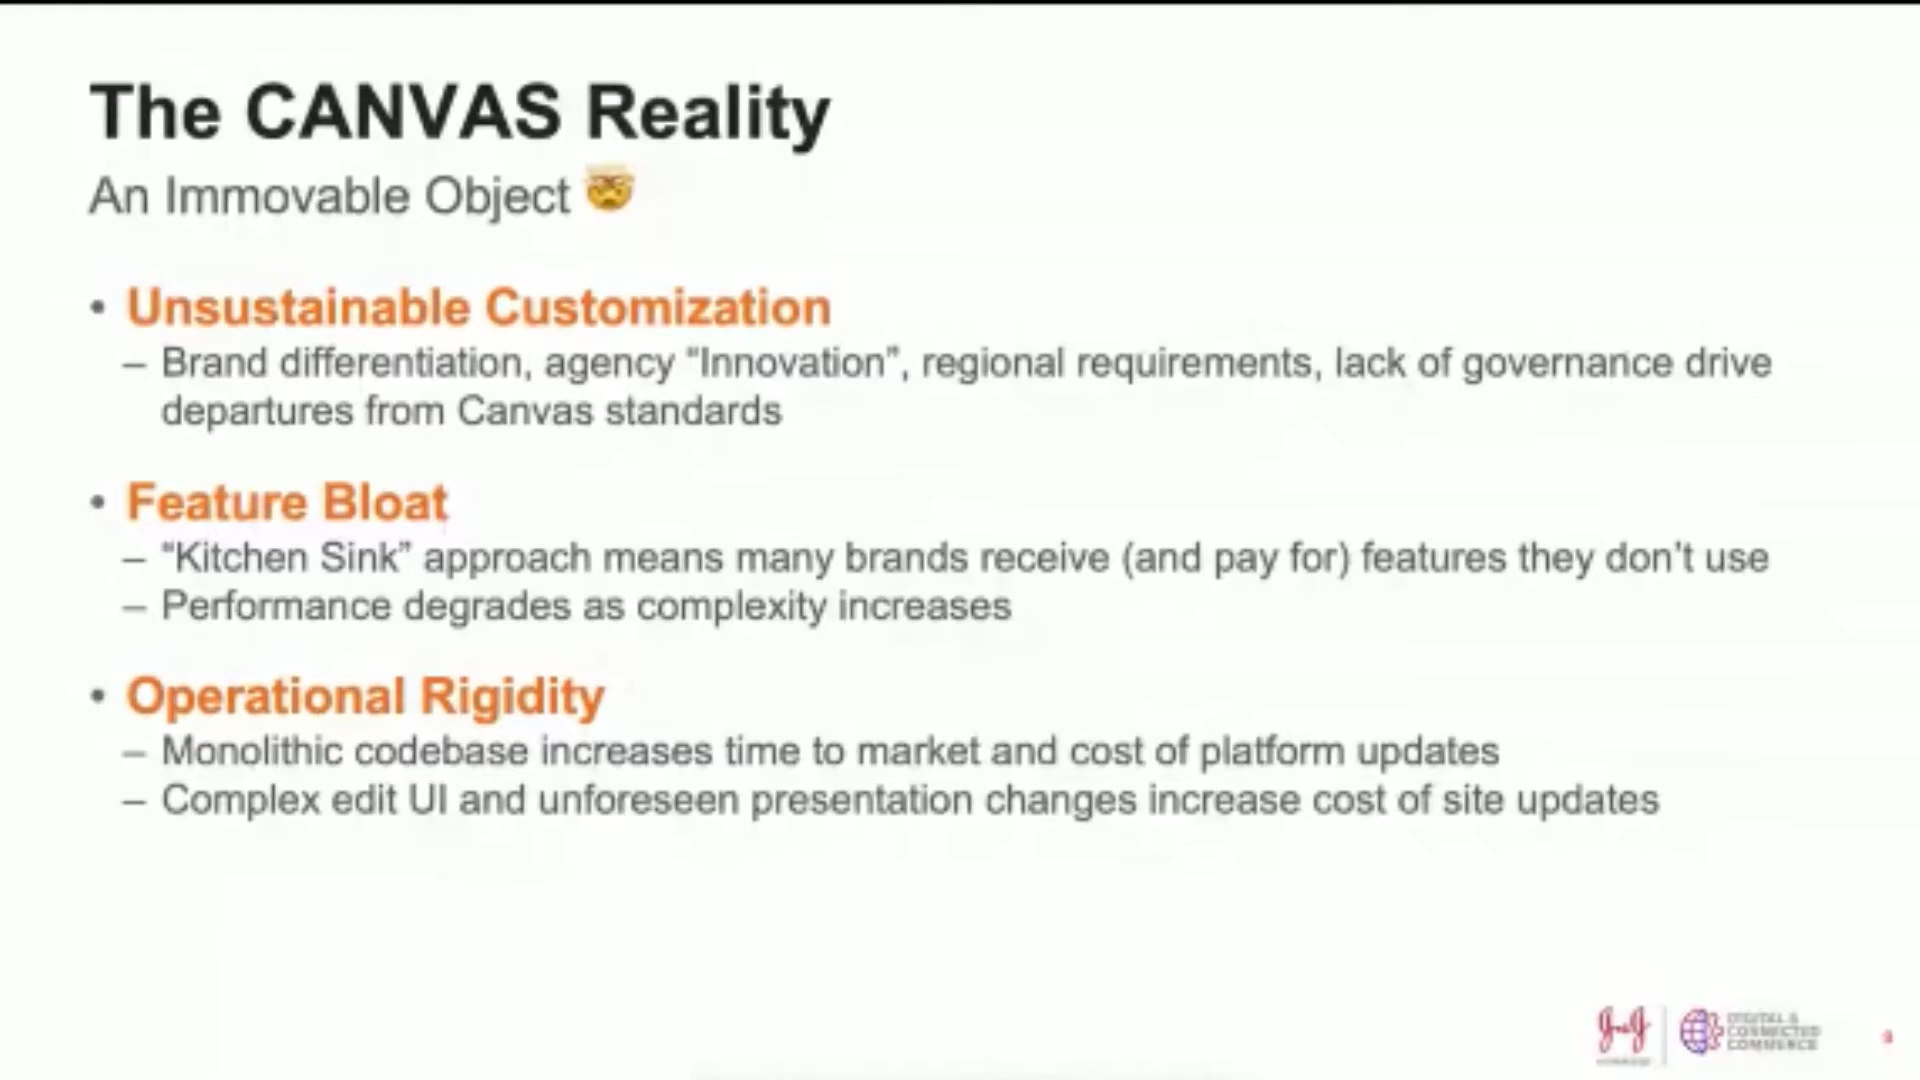 The CANVAS Reality
An Immovable Object 🤯
• Unsustainable Customization
– Brand differentiation, agency “Innovation”, regional requirements, lack of governance drive
departures from Canvas standards
• Feature Bloat
– “Kitchen Sink” approach means many brands receive (and pay for) features they don't use
– Performance degrades as complexity increases
• Operational Rigidity
– Monolithic codebase increases time to market and cost of platform updates
– Complex edit UI and unforeseen presentation changes increase cost of site updates
J&J
DIGITAL &
CONNECTED
COMMERCE